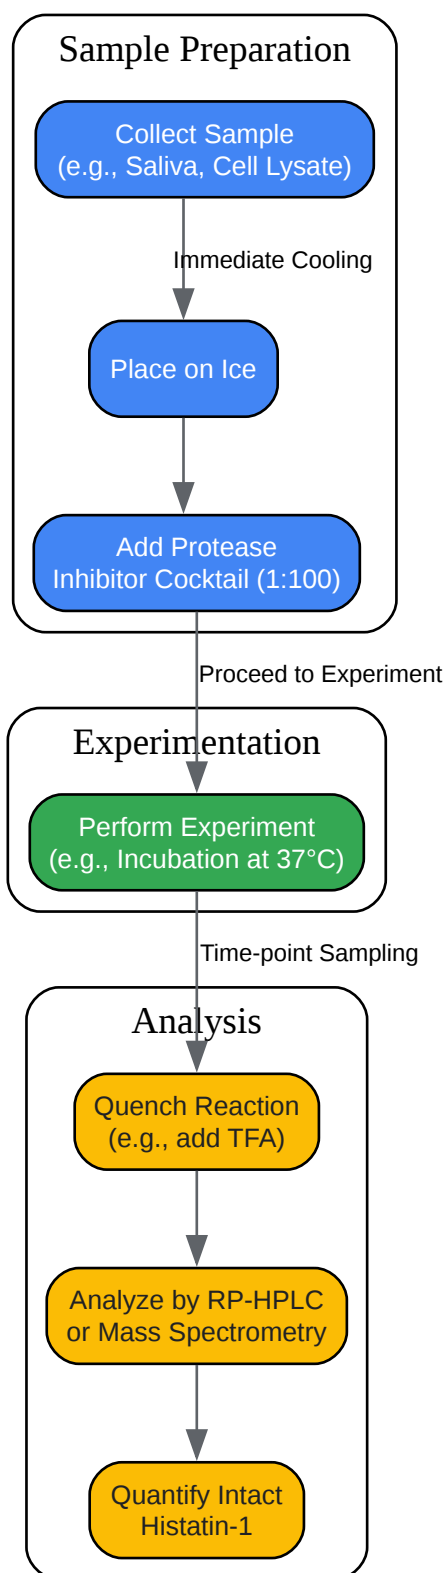 Sample Preparation
Collect Sample
(e.g., Saliva, Cell Lysate)
Immediate Cooling
Place on Ice
Add Protease
Inhibitor Cocktail (1:100)
Proceed to Experiment
Experimentation
Perform Experiment
(e.g., Incubation at 37°C)
Time-point Sampling
Analysis
Quench Reaction
(e.g., add TFA)
Analyze by RP-HPLC
or Mass Spectrometry
Quantify Intact
Histatin-1